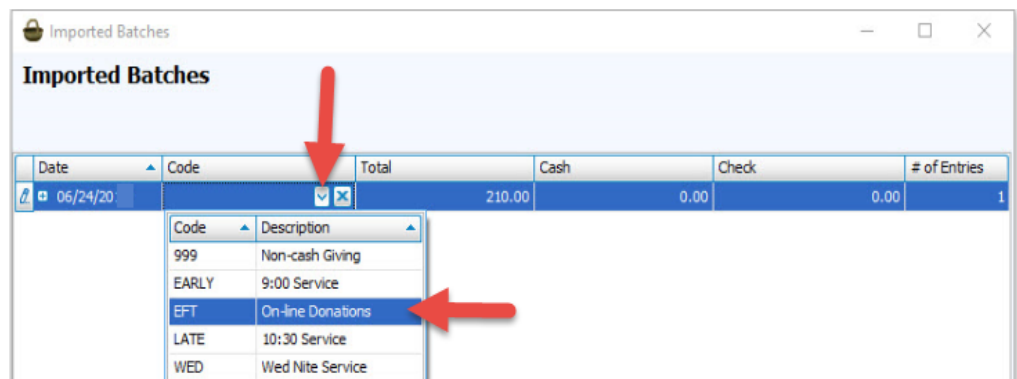 Imported Batches
Imported Batches
Date Code Total Cash Check # of Entries
06/24/20 210.00 0.00 0.00 1
Code Description
999 Non-cash Giving
EARLY 9:00 Service
EFT On-line Donations
LATE 10:30 Service
WED Wed Nite Service